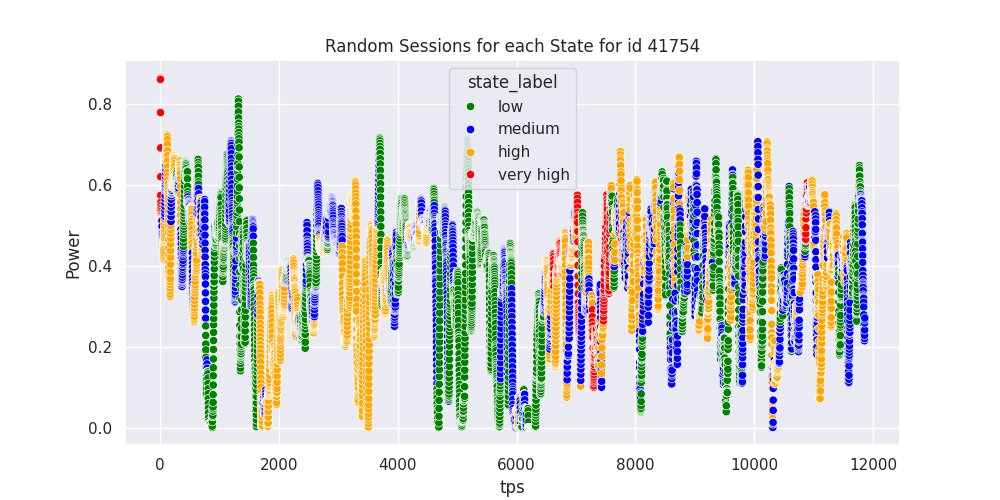 Random Sessions for each State for id 41754
state_label
low
medium
high
very high
Power
0.8
0.6
0.4
0.2
0.0
0 2000 4000 6000 8000 10000 12000
tps